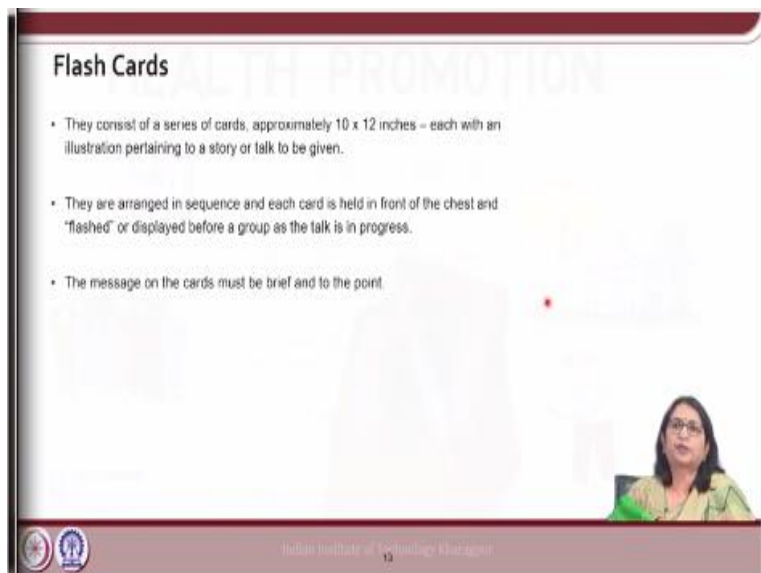 HEALTH PROMOTION
Flash Cards
• They consist of a series of cards, approximately 10 x 12 inches – each with an
illustration pertaining to a story or talk to be given.
• They are arranged in sequence and each card is held in front of the chest and
"flashed" or displayed before a group as the talk is in progress.
• The message on the cards must be brief and to the point.
Indian Institute of Technology Kharagpur
13